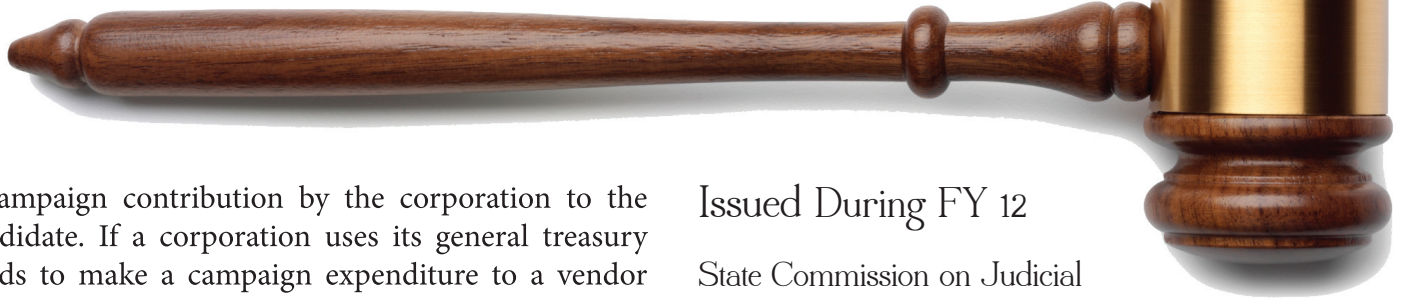 ampaign contribution by the corporation to the
didate. If a corporation uses its general treasury
ds to make a campaign expenditure to a vendor
Issued During FY 12
State Commission on Judicial